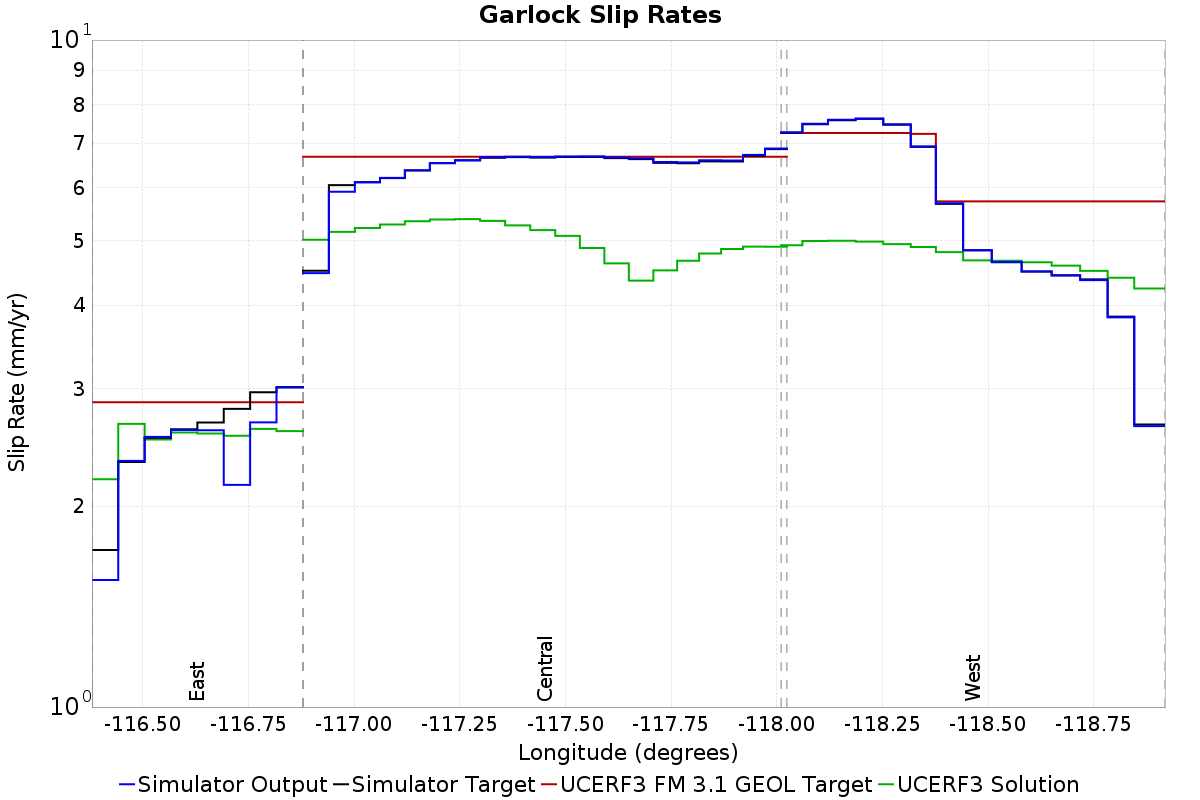 Garlock Slip Rates
10^1
9
8
7
6
5
4
3
2
10^0
Slip Rate (mm/yr)
East
Central
West
-116.50 -116.75 -117.00 -117.25 -117.50 -117.75 -118.00 -118.25 -118.50 -118.75
Longitude (degrees)
Simulator Output Simulator Target UCERF3 FM 3.1 GEOL Target UCERF3 Solution